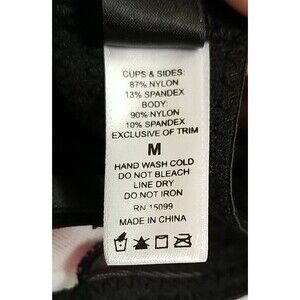 CUPS & SIDES:
87% NYLON
13% SPANDEX
BODY:
90% NYLON
10% SPANDEX
EXCLUSIVE OF TRIM
M
HAND WASH COLD
DO NOT BLEACH
LINE DRY
DO NOT IRON
RN 15099
MADE IN CHINA